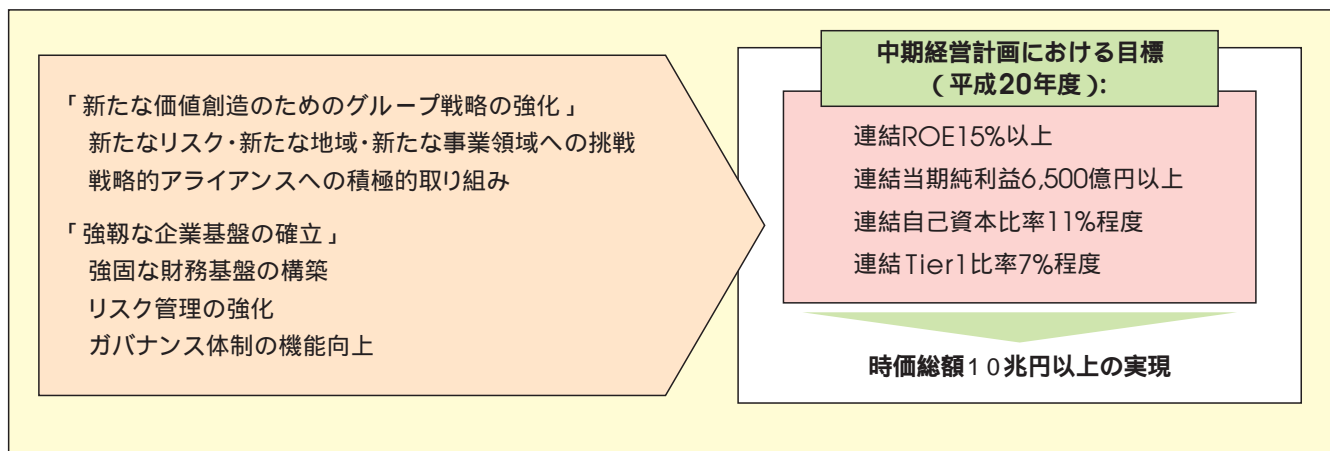 「新たな価値創造のためのグループ戦略の強化」
新たなリスク・新たな地域・新たな事業領域への挑戦
戦略的アライアンスへの積極的取り組み
「強靱な企業基盤の確立」
強固な財務基盤の構築
リスク管理の強化
ガバナンス体制の機能向上
中期経営計画における目標
（平成20年度）:
連結ROE15%以上
連結当期純利益6,500億円以上
連結自己資本比率11%程度
連結Tier1比率7%程度
時価総額１０兆円以上の実現